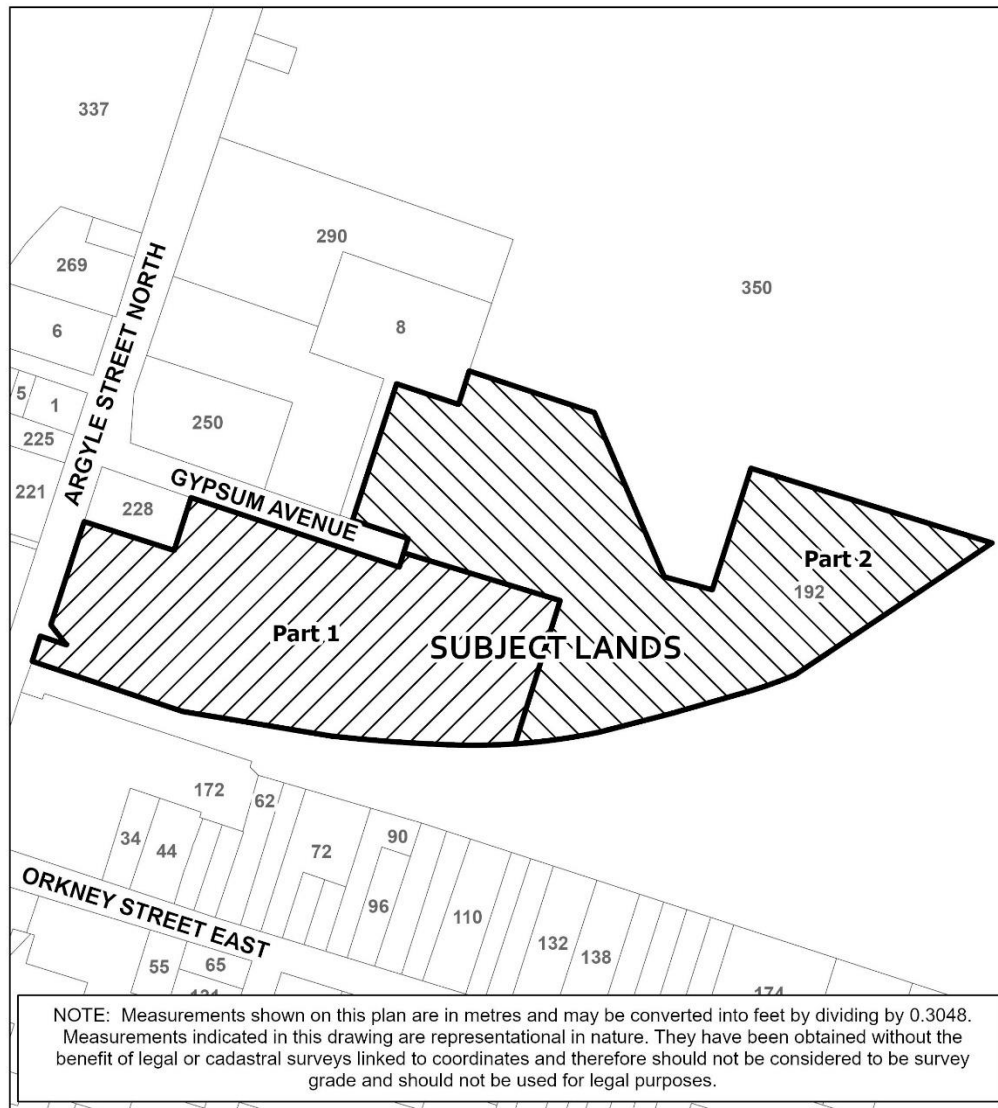 337
290
350
269
8
6
5
1
250
225
ARGYLE STREET NORTH
221
228
GYPSUM AVENUE
Part 2
192
Part 1
SUBJECT LANDS
172
62
34
44
72
90
96
110
132
138
ORKNEY STREET EAST
55
65
174
NOTE: Measurements shown on this plan are in metres and may be converted into feet by dividing by 0.3048.
Measurements indicated in this drawing are representational in nature. They have been obtained without the
benefit of legal or cadastral surveys linked to coordinates and therefore should not be considered to be survey
grade and should not be used for legal purposes.